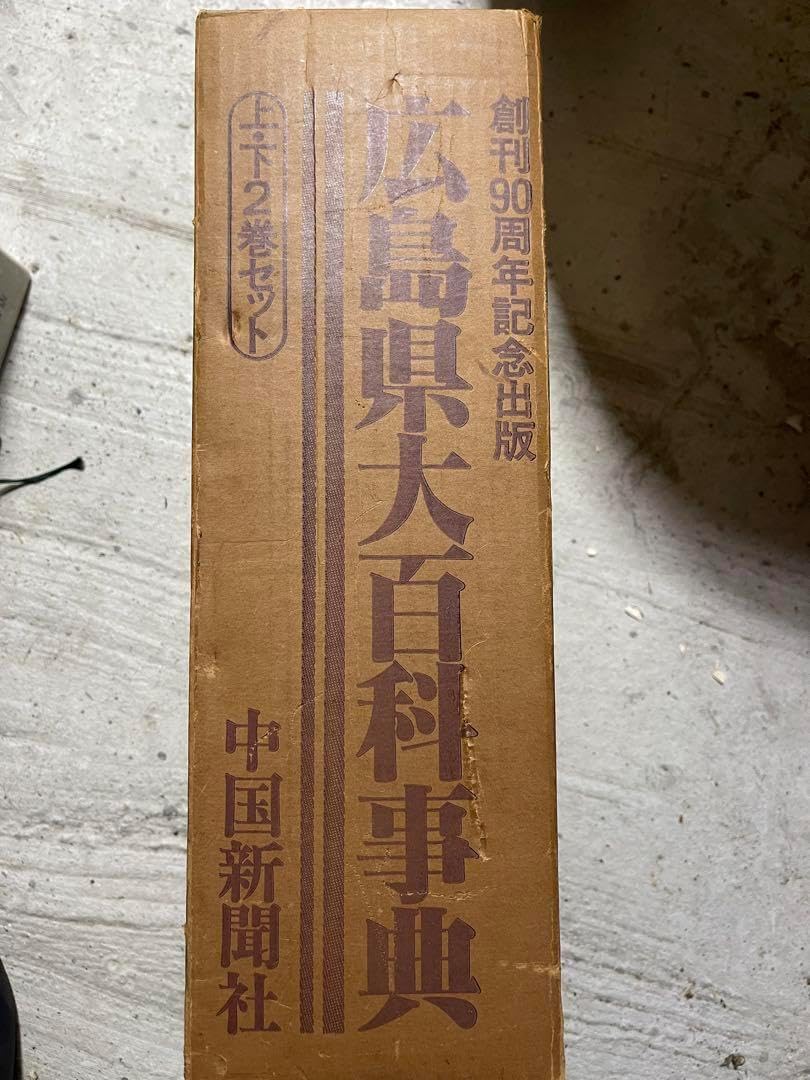 創刊90周年記念出版
広島県大百科事典
上・下2巻セット
中国新聞社